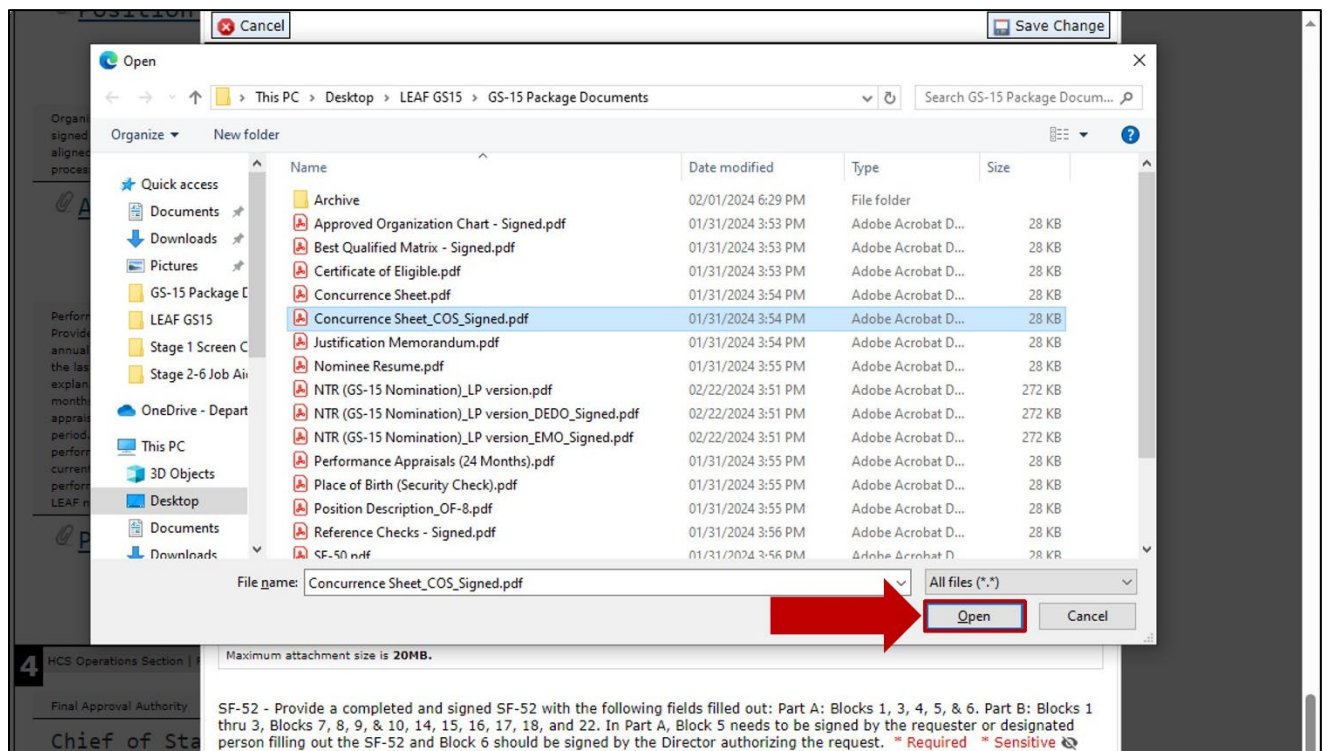 Position
Cancel
Save Change
Open
This PC > Desktop > LEAF GS15 > GS-15 Package Documents
Search GS-15 Package Docum...
Organize
New folder
Name
Date modified
Type
Size
Quick access
Documents
Downloads
Pictures
GS-15 Package D
LEAF GS15
Stage 1 Screen C
Stage 2-6 Job Ai
OneDrive - Depart
This PC
3D Objects
Desktop
Documents
Downloads
Archive 02/01/2024 6:29 PM File folder
Approved Organization Chart - Signed.pdf 01/31/2024 3:53 PM Adobe Acrobat D... 28 KB
Best Qualified Matrix - Signed.pdf 01/31/2024 3:53 PM Adobe Acrobat D... 28 KB
Certificate of Eligible.pdf 01/31/2024 3:53 PM Adobe Acrobat D... 28 KB
Concurrence Sheet.pdf 01/31/2024 3:54 PM Adobe Acrobat D... 28 KB
Concurrence Sheet_COS_Signed.pdf 01/31/2024 3:54 PM Adobe Acrobat D... 28 KB
Justification Memorandum.pdf 01/31/2024 3:54 PM Adobe Acrobat D... 28 KB
Nominee Resume.pdf 01/31/2024 3:55 PM Adobe Acrobat D... 28 KB
NTR (GS-15 Nomination)_LP version.pdf 02/22/2024 3:51 PM Adobe Acrobat D... 272 KB
NTR (GS-15 Nomination)_LP version_DEDO_Signed.pdf 02/22/2024 3:51 PM Adobe Acrobat D... 272 KB
NTR (GS-15 Nomination)_LP version_EMO_Signed.pdf 02/22/2024 3:51 PM Adobe Acrobat D... 272 KB
Performance Appraisals (24 Months).pdf 01/31/2024 3:55 PM Adobe Acrobat D... 28 KB
Place of Birth (Security Check).pdf 01/31/2024 3:55 PM Adobe Acrobat D... 28 KB
Position Description_OF-8.pdf 01/31/2024 3:55 PM Adobe Acrobat D... 28 KB
Reference Checks - Signed.pdf 01/31/2024 3:56 PM Adobe Acrobat D... 28 KB
SF-50.pdf 01/31/2024 3:56 PM Adobe Acrobat D... 28 KB
File name: Concurrence Sheet_COS_Signed.pdf
All files (*.*)
Open
Cancel
Maximum attachment size is 20MB.
4
HCS Operations Section |
Final Approval Authority
Chief of Sta
SF-52 - Provide a completed and signed SF-52 with the following fields filled out: Part A: Blocks 1, 3, 4, 5, & 6. Part B: Blocks 1
thru 3, Blocks 7, 8, 9, & 10, 14, 15, 16, 17, 18, and 22. In Part A, Block 5 needs to be signed by the requester or designated
person filling out the SF-52 and Block 6 should be signed by the Director authorizing the request. * Required * Sensitive